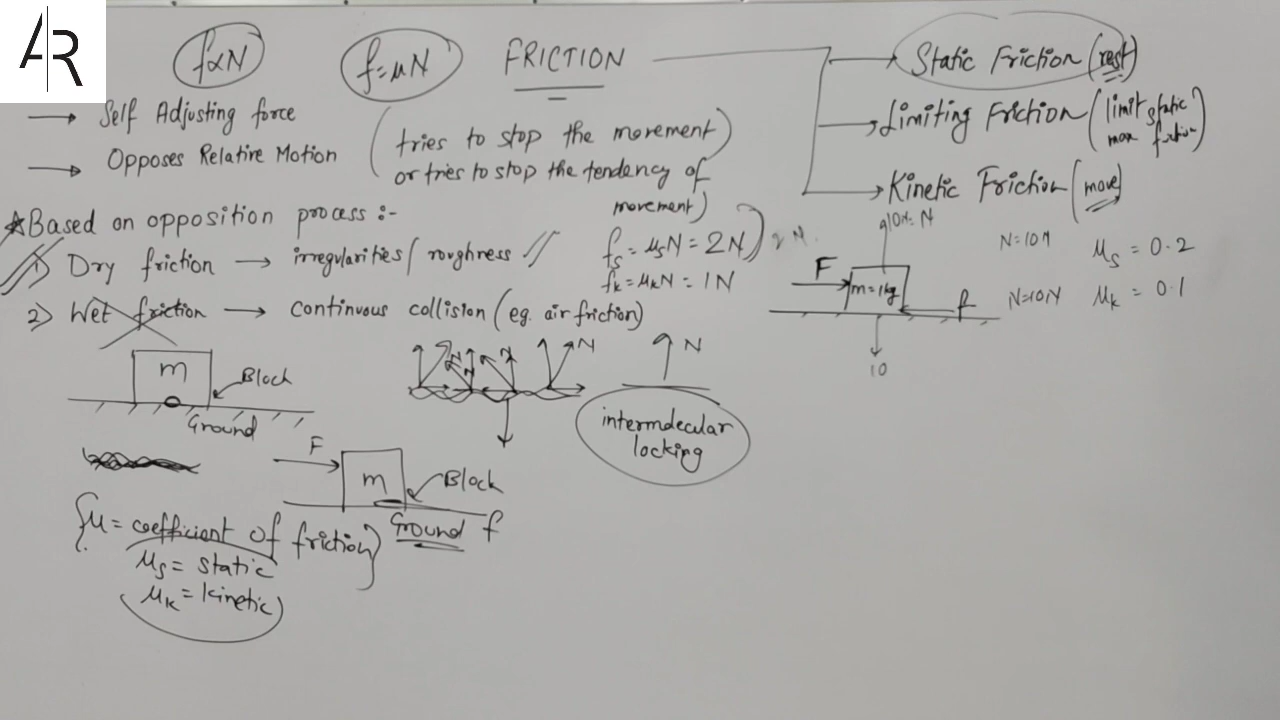 AR
f∝N
f=μN
FRICTION
→ Static Friction (rest)
→ Self Adjusting force
→ Limiting Friction (limit static max friction)
→ Opposes Relative Motion (tries to stop the movement or tries to stop the tendency of movement)
→ Kinetic Friction (move)
★Based on opposition process :-
1) Dry friction → irregularities/ roughness //
fs = μsN = 2N
2 N.
fk = μkN = 1N
10N = N
F
m=1kg
f
10
N=10N
μs = 0.2
N=10N
μk = 0.1
2) Wet friction → continuous collision (eg. air friction)
m
Block
Ground
N
N
intermolecular
locking
F
m
Block
Ground
f
{μ = coefficient of friction}
μs = static
μk = kinetic